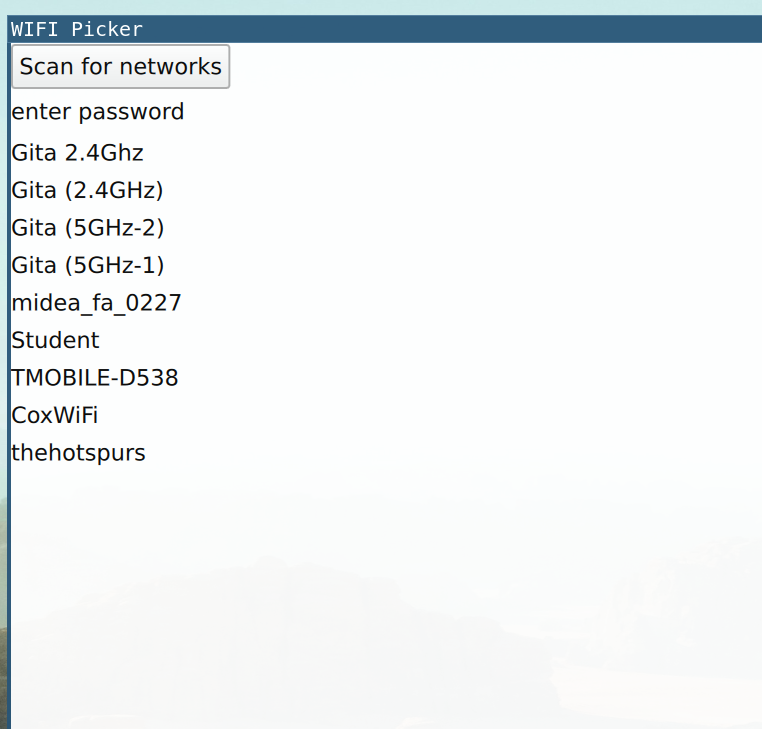 WIFI Picker
Scan for networks
enter password
Gita 2.4Ghz
Gita (2.4GHz)
Gita (5GHz-2)
Gita (5GHz-1)
midea_fa_0227
Student
TMOBILE-D538
CoxWiFi
thehotspurs